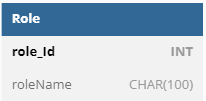 Role
role_Id INT
roleName CHAR(100)